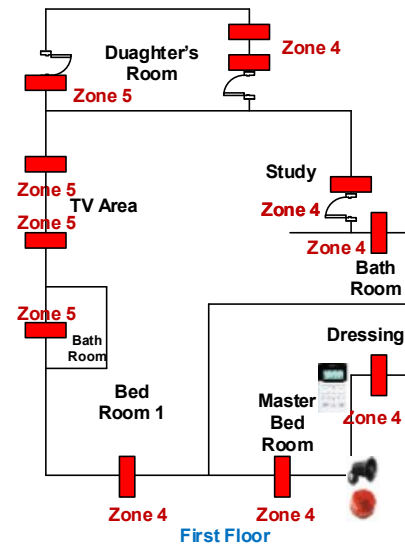 Duaghter's
Room
Zone 4
Zone 5
Zone 5
TV Area
Zone 5
Study
Zone 4
Zone 4
Bath
Room
Zone 5
Bath
Room
Dressing
Zone 4
Bed
Room 1
Master
Bed
Room
Zone 4
Zone 4
First Floor